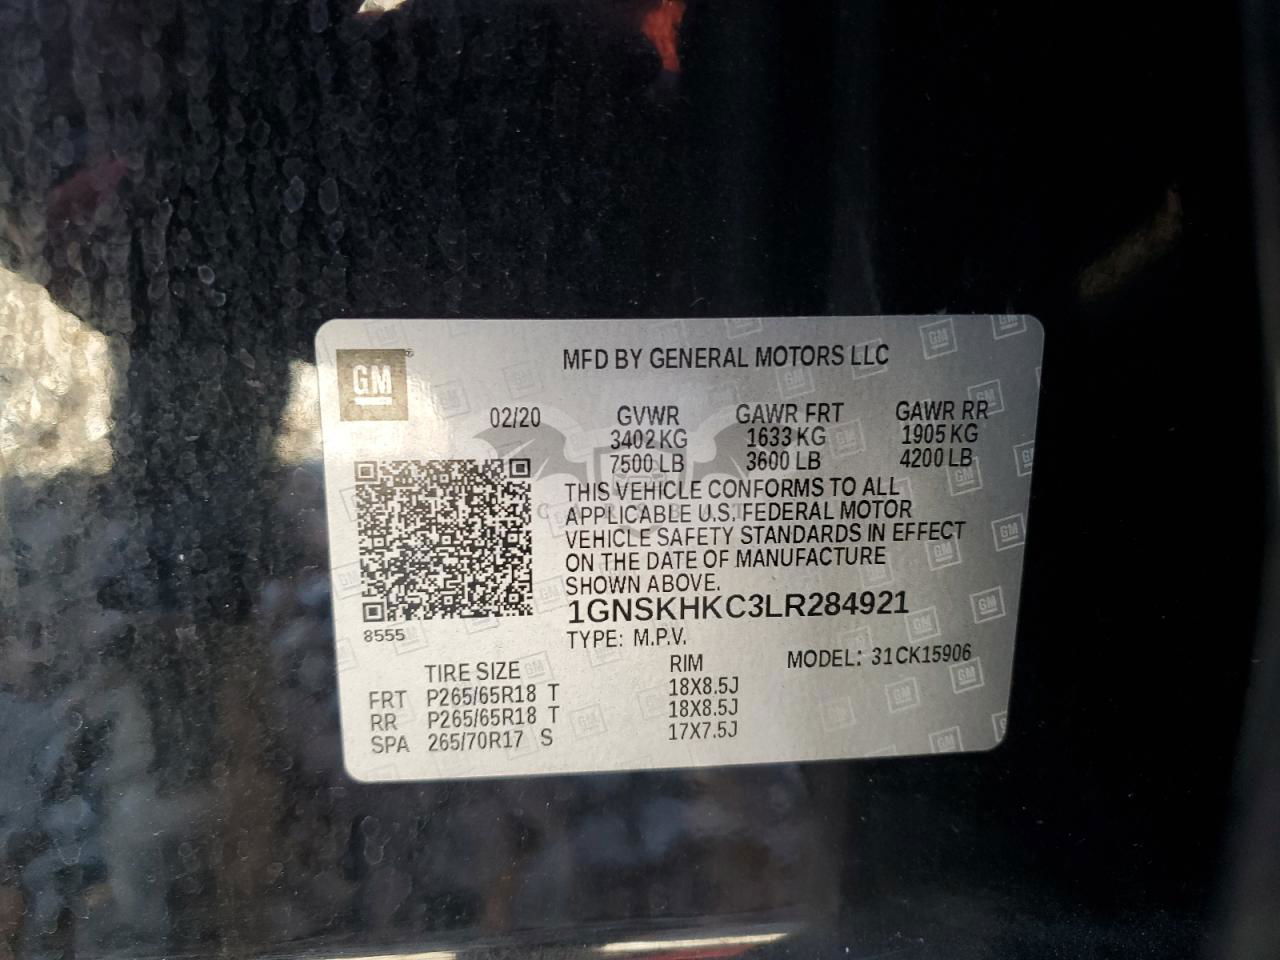 GM
MFD BY GENERAL MOTORS LLC
02/20 GVWR GAWR FRT GAWR RR
3402 KG 1633 KG 1905 KG
7500 LB 3600 LB 4200 LB
THIS VEHICLE CONFORMS TO ALL
APPLICABLE U.S. FEDERAL MOTOR
VEHICLE SAFETY STANDARDS IN EFFECT
ON THE DATE OF MANUFACTURE
SHOWN ABOVE.
1GNSKHKC3LR284921
8555
TYPE: M.P.V.
MODEL: 31CK15906
TIRE SIZE RIM
FRT P265/65R18 T 18X8.5J
RR P265/65R18 T 18X8.5J
SPA 265/70R17 S 17X7.5J